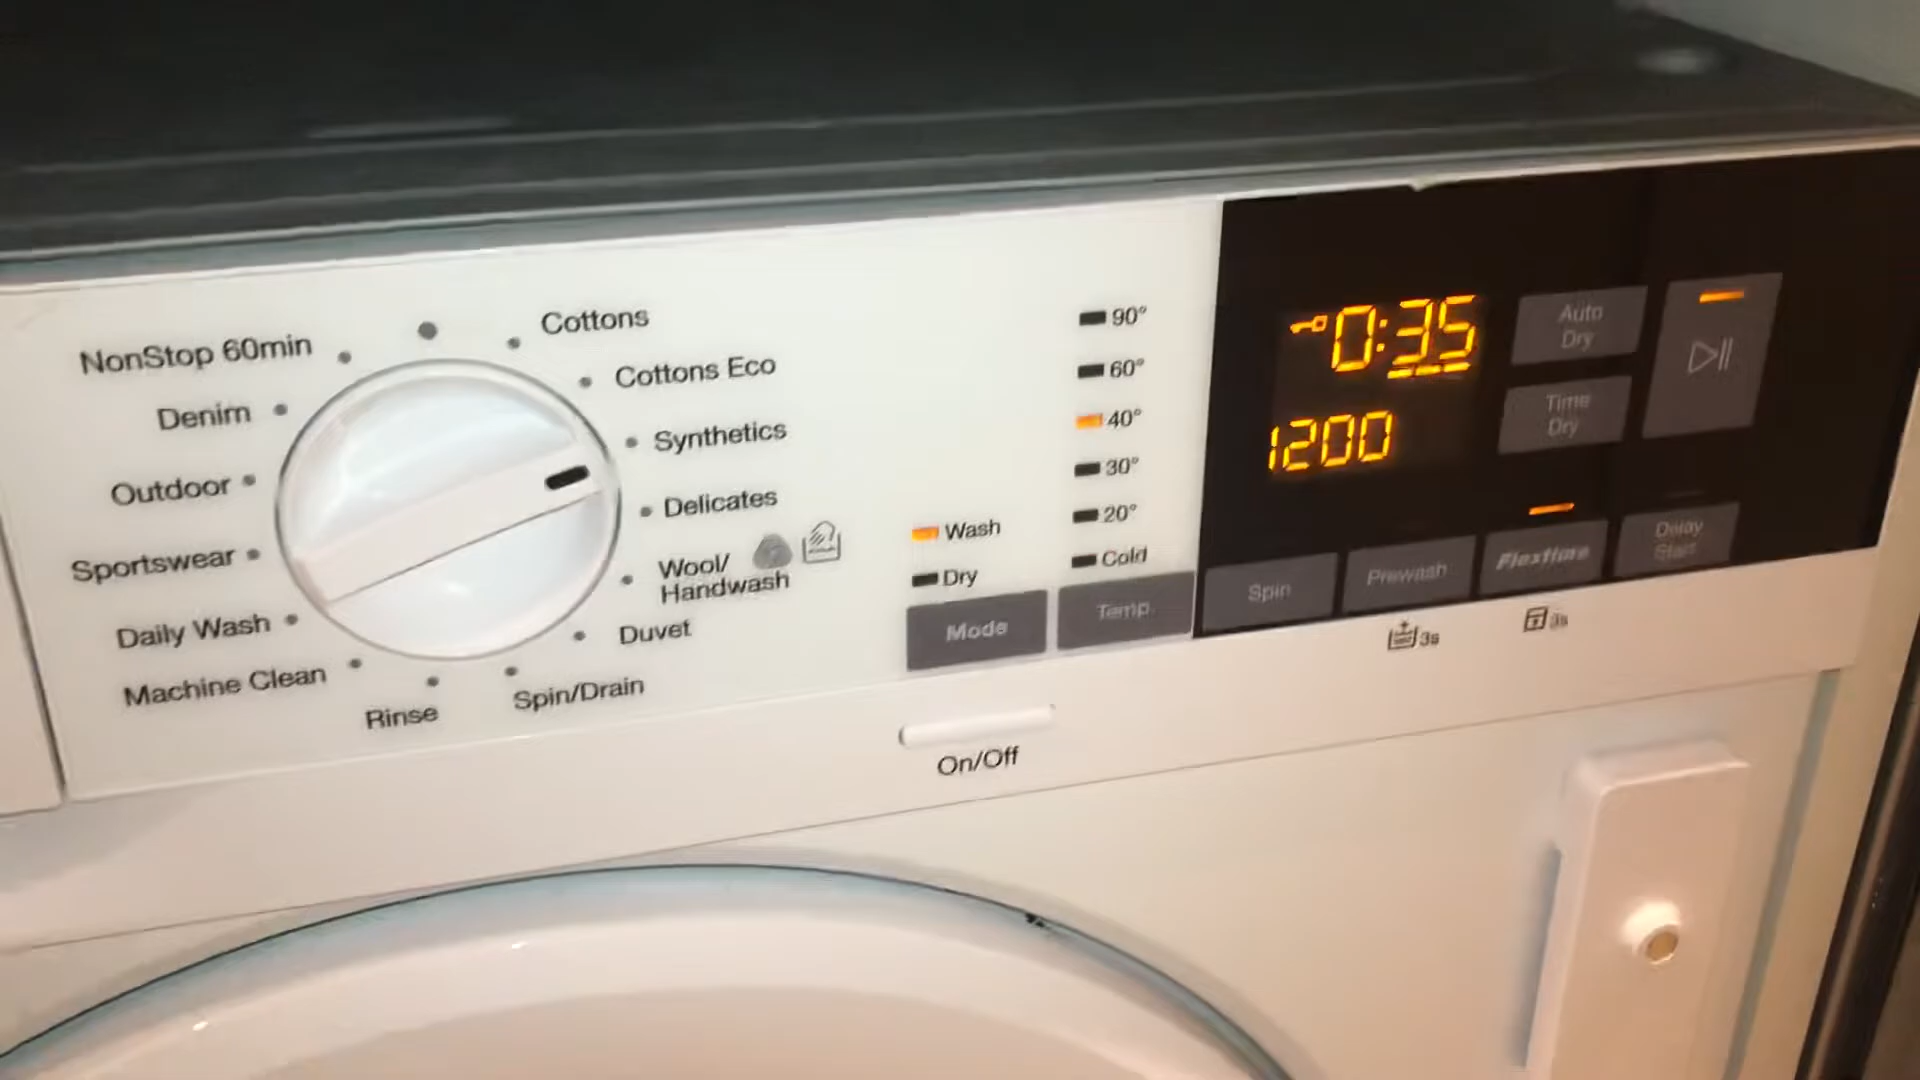 NonStop 60min
Denim
Outdoor
Sportswear
Daily Wash
Machine Clean
Rinse
Spin/Drain
Duvet
Wool/
Handwash
Delicates
Synthetics
Cottons Eco
Cottons
Wash
Dry
Mode
90°
60°
40°
30°
20°
Cold
Temp.
On/Off
0:35
1200
Auto
Dry
Time
Dry
Spin
Prewash
Flextime
Delay
Start
3s
3s